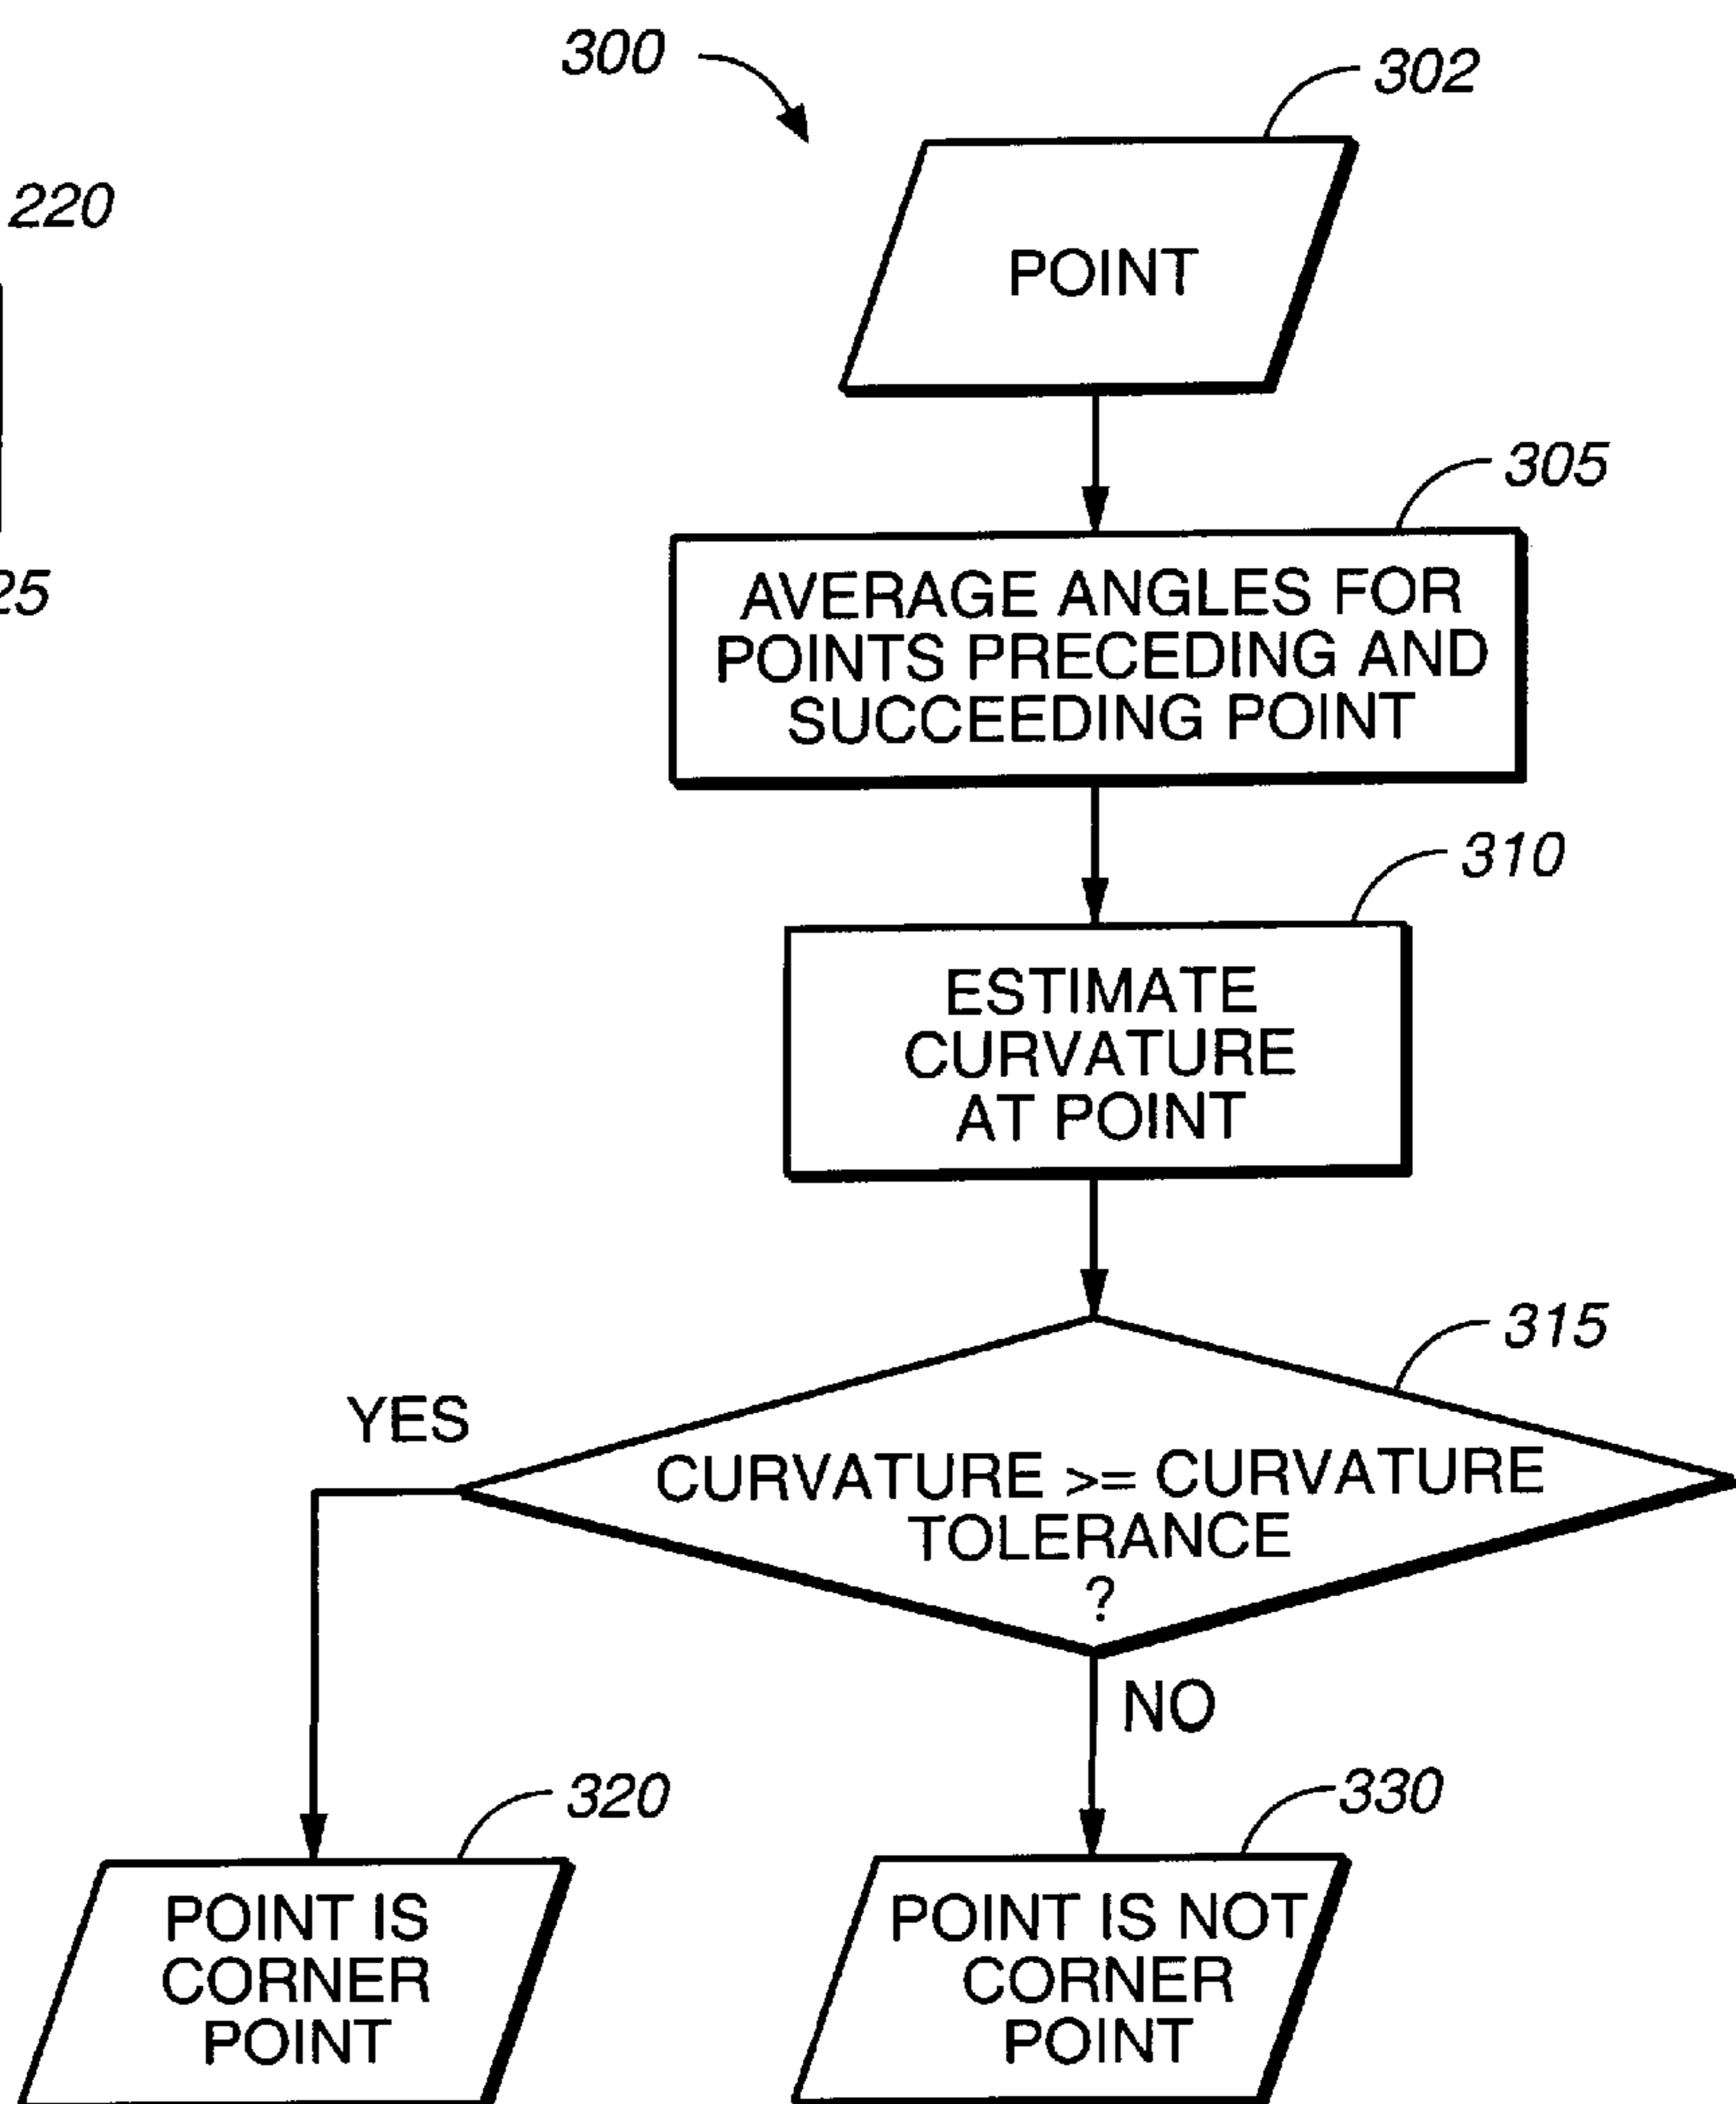 300
302
220
POINT
305
25
AVERAGE ANGLES FOR
POINTS PRECEDING AND
SUCCEEDING POINT
310
ESTIMATE
CURVATURE
AT POINT
315
YES
CURVATURE >= CURVATURE
TOLERANCE
?
NO
320
330
POINT IS
CORNER
POINT
POINT IS NOT
CORNER
POINT